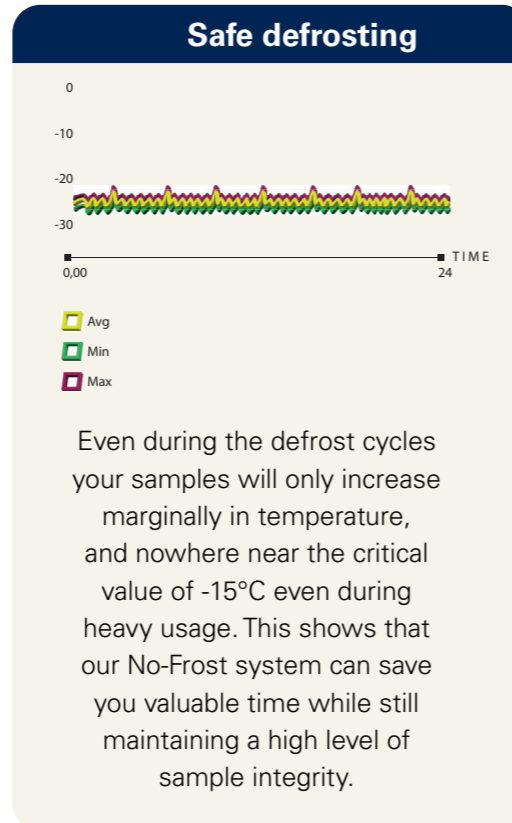 Safe defrosting
0
-10
-20
-30
TIME
0,00
24
Avg
Min
Max
Even during the defrost cycles
your samples will only increase
marginally in temperature,
and nowhere near the critical
value of -15°C even during
heavy usage. This shows that
our No-Frost system can save
you valuable time while still
maintaining a high level of
sample integrity.